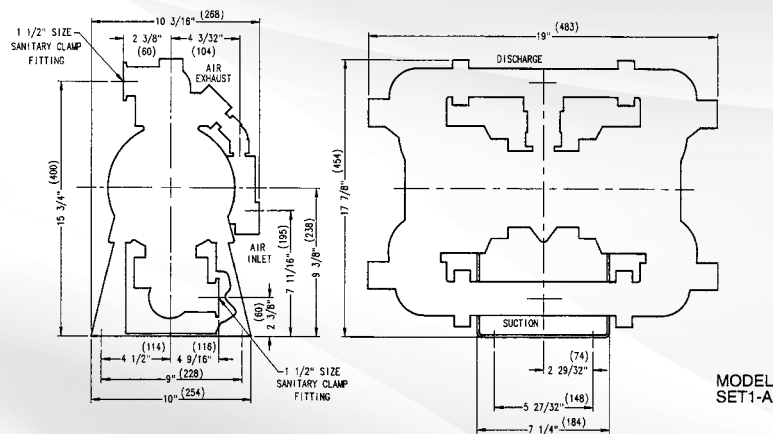 (268)
10 3/16"
1 1/2" SIZE
SANITARY CLAMP
FITTING
2 3/8"
(60)
4 3/32"
(104)
AIR
EXHAUST
(400)
15 3/4"
AIR
INLET
(195)
7 11/16"
(238)
9 3/8"
(60)
2 3/8"
(114)
4 1/2"
(116)
4 9/16"
(228)
9"
(254)
10"
1 1/2" SIZE
SANITARY CLAMP
FITTING
(483)
19"
DISCHARGE
(454)
17 7/8"
SUCTION
(74)
2 29/32"
(148)
5 27/32"
(184)
7 1/4"
MODEL
SET1-A